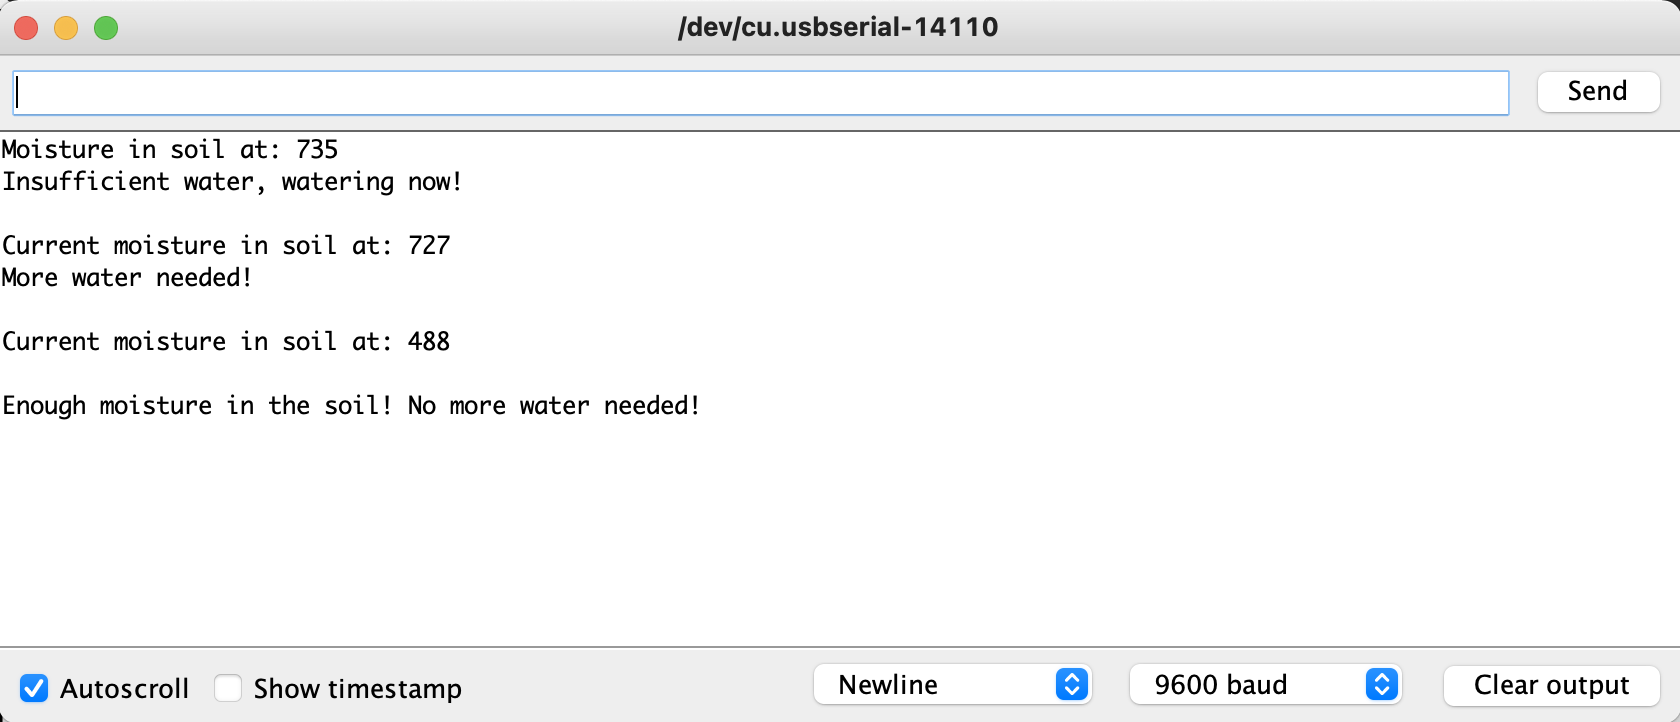 /dev/cu.usbserial-14110
Send
Moisture in soil at: 735
Insufficient water, watering now!
Current moisture in soil at: 727
More water needed!
Current moisture in soil at: 488
Enough moisture in the soil! No more water needed!
Autoscroll
Show timestamp
Newline
9600 baud
Clear output